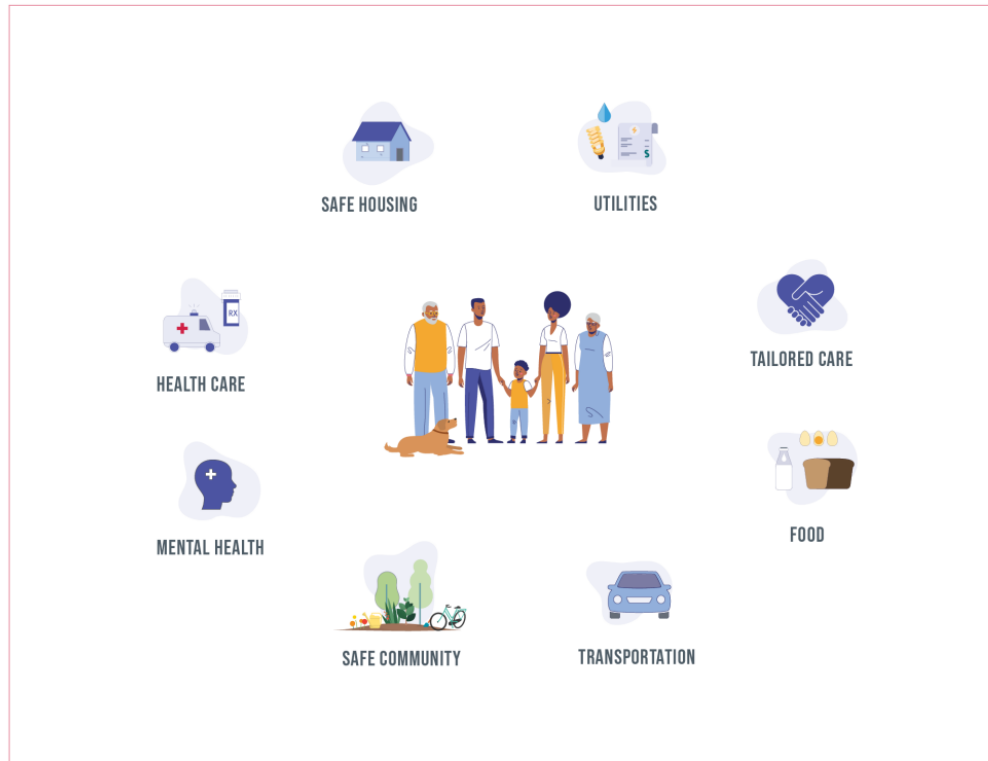 SAFE HOUSING
UTILITIES
RX
HEALTH CARE
TAILORED CARE
MENTAL HEALTH
FOOD
SAFE COMMUNITY
TRANSPORTATION
$